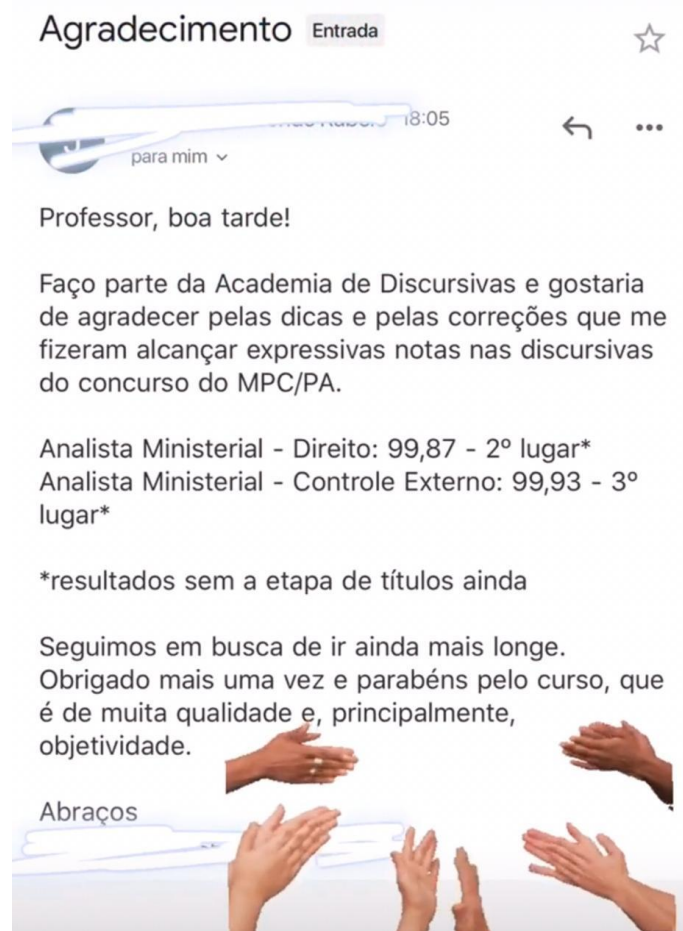 Agradecimento Entrada
18:05
para mim
Professor, boa tarde!
Faço parte da Academia de Discursivas e gostaria
de agradecer pelas dicas e pelas correções que me
fizeram alcançar expressivas notas nas discursivas
do concurso do MPC/PA.
Analista Ministerial - Direito: 99,87 - 2º lugar*
Analista Ministerial - Controle Externo: 99,93 - 3º
lugar*
*resultados sem a etapa de títulos ainda
Seguimos em busca de ir ainda mais longe.
Obrigado mais uma vez e parabéns pelo curso, que
é de muita qualidade e, principalmente,
objetividade.
Abraços